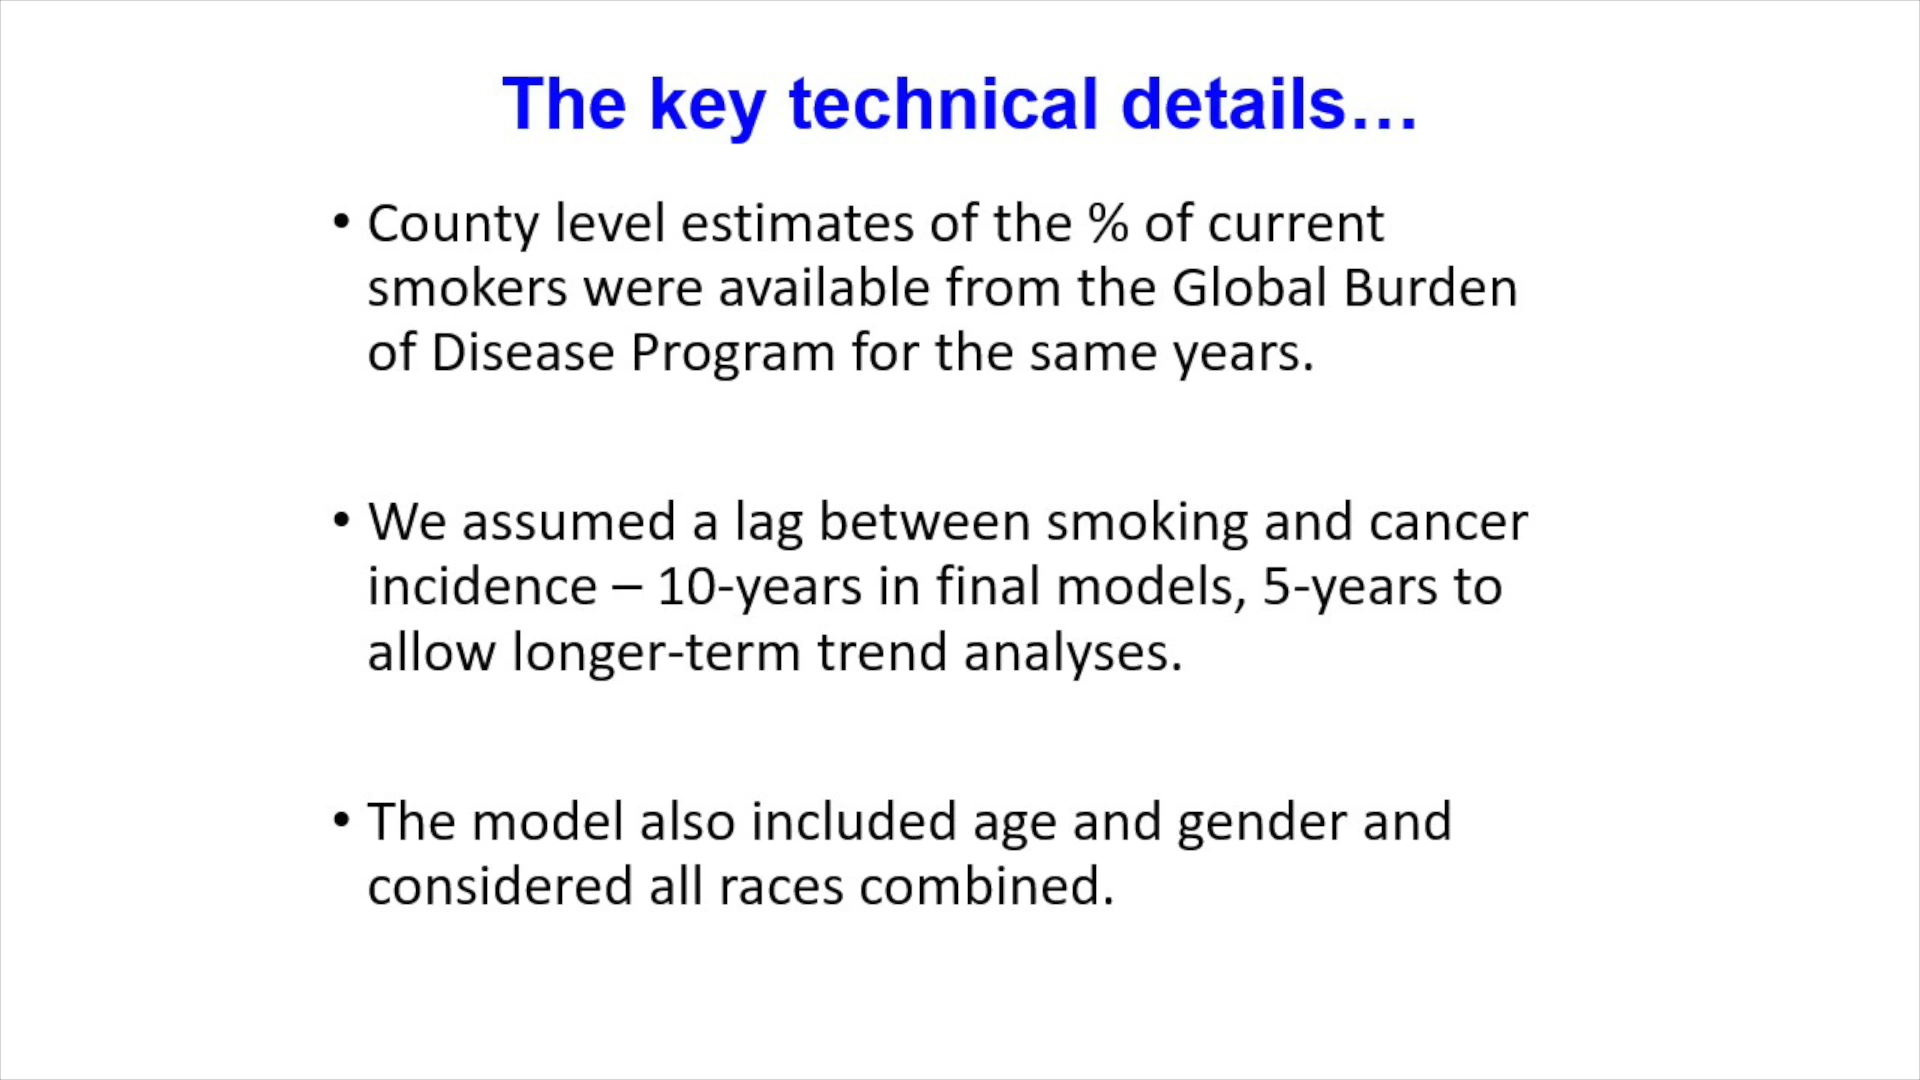 The key technical details…
• County level estimates of the % of current
smokers were available from the Global Burden
of Disease Program for the same years.
• We assumed a lag between smoking and cancer
incidence – 10-years in final models, 5-years to
allow longer-term trend analyses.
• The model also included age and gender and
considered all races combined.